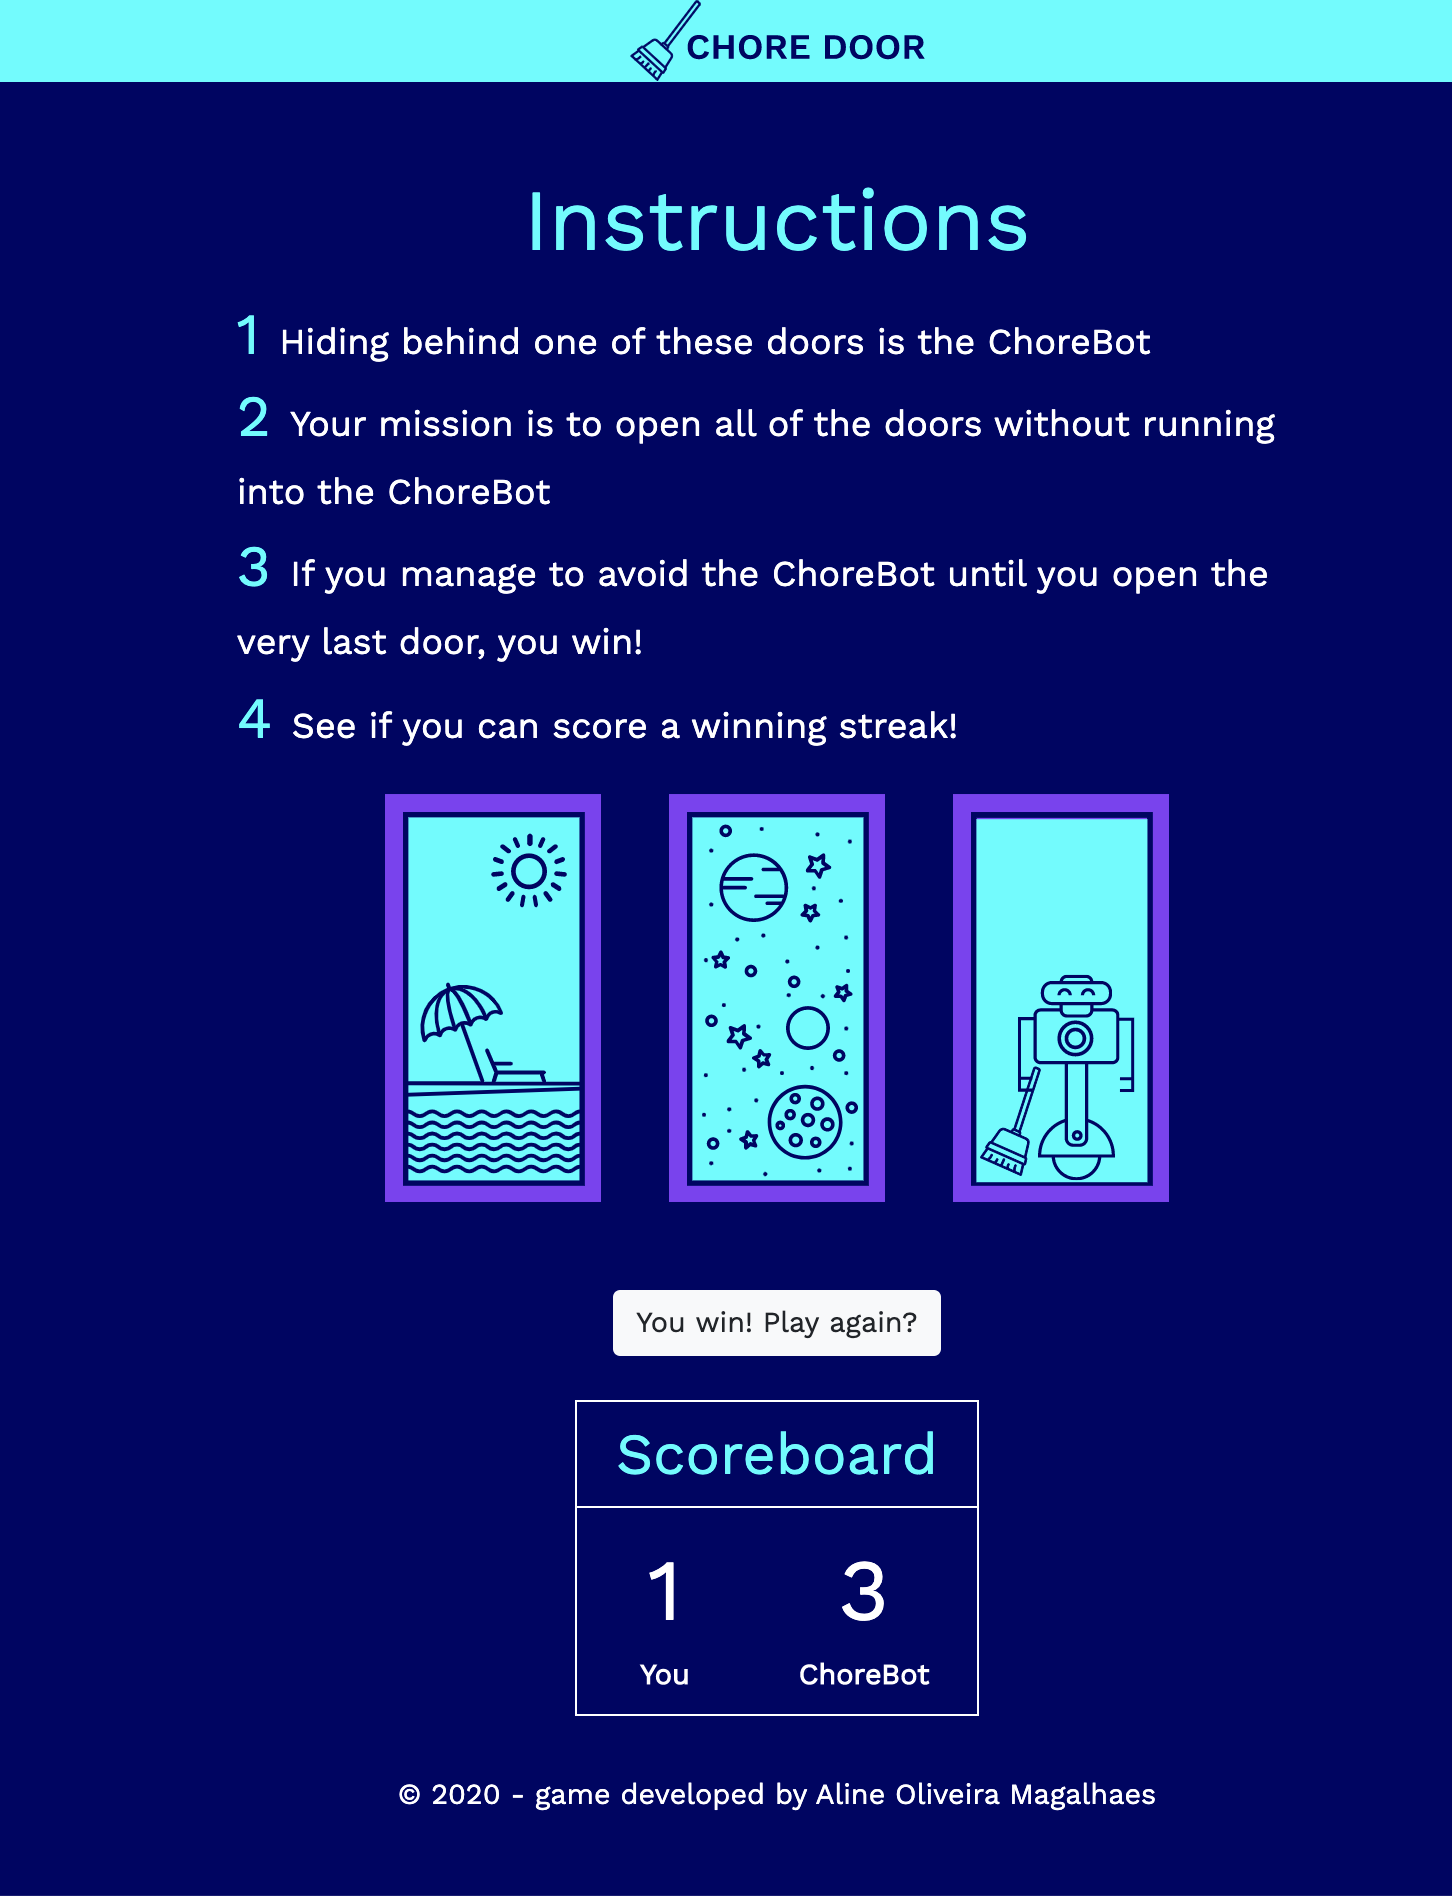 CHORE DOOR
Instructions
1 Hiding behind one of these doors is the ChoreBot
2 Your mission is to open all of the doors without running
into the ChoreBot
3 If you manage to avoid the ChoreBot until you open the
very last door, you win!
4 See if you can score a winning streak!
You win! Play again?
Scoreboard
1 3
You ChoreBot
© 2020 - game developed by Aline Oliveira Magalhaes